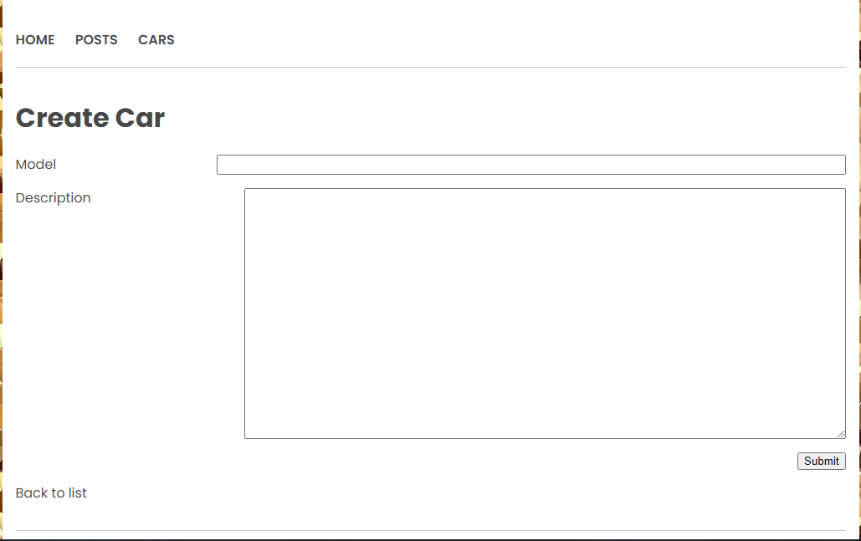 HOME POSTS CARS
Create Car
Model
Description
Submit
Back to list